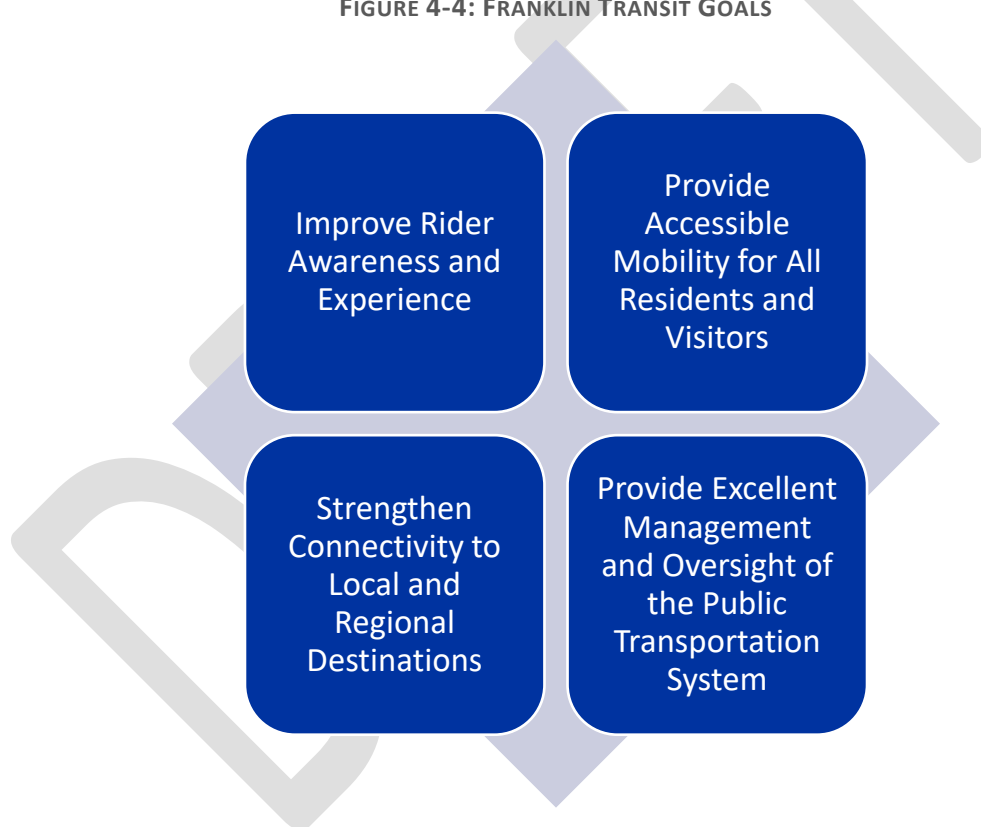 FIGURE 4-4: FRANKLIN TRANSIT GOALS
Improve Rider
Awareness and
Experience
Provide
Accessible
Mobility for All
Residents and
Visitors
Strengthen
Connectivity to
Local and
Regional
Destinations
Provide Excellent
Management
and Oversight of
the Public
Transportation
System